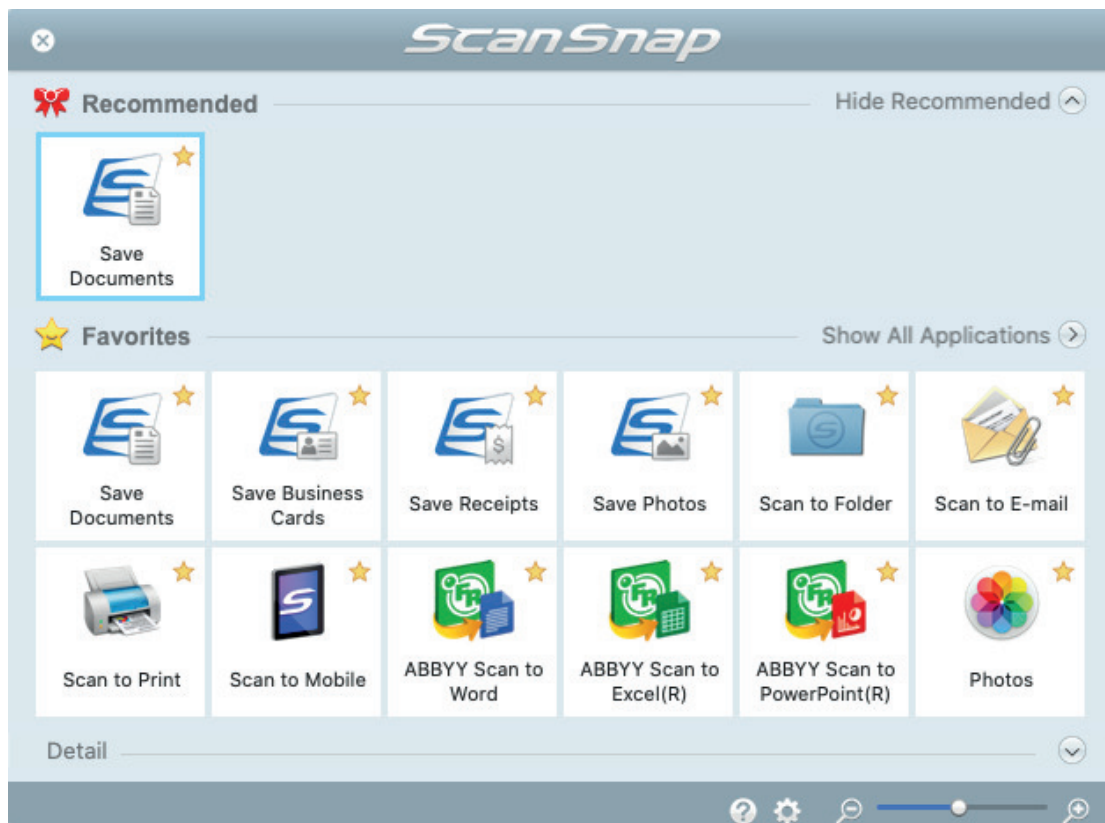 ScanSnap
Recommended
Hide Recommended
Save
Documents
Favorites
Show All Applications
Save
Documents
Save Business
Cards
Save Receipts
Save Photos
Scan to Folder
Scan to E-mail
Scan to Print
Scan to Mobile
ABBYY Scan to
Word
ABBYY Scan to
Excel(R)
ABBYY Scan to
PowerPoint(R)
Photos
Detail